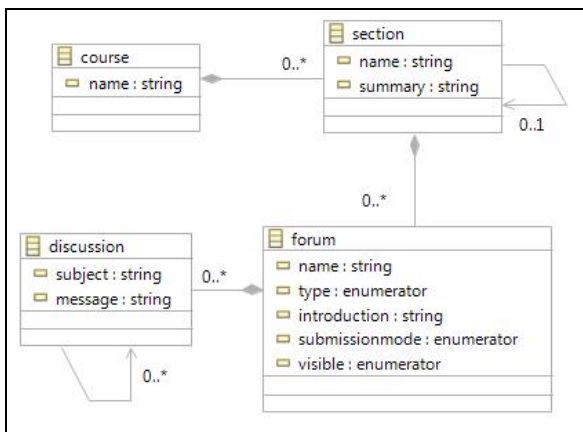 course
name : string
0..*
section
name : string
summary : string
0..1
0..*
discussion
subject : string
message : string
0..*
0..*
forum
name : string
type : enumerator
introduction : string
submissionmode : enumerator
visible : enumerator